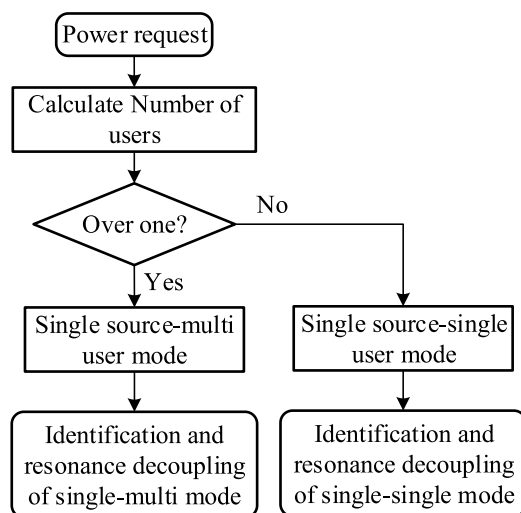 Power request
Calculate Number of
users
Over one?
No
Yes
Single source-multi
user mode
Single source-single
user mode
Identification and
resonance decoupling
of single-multi mode
Identification and
resonance decoupling
of single-single mode